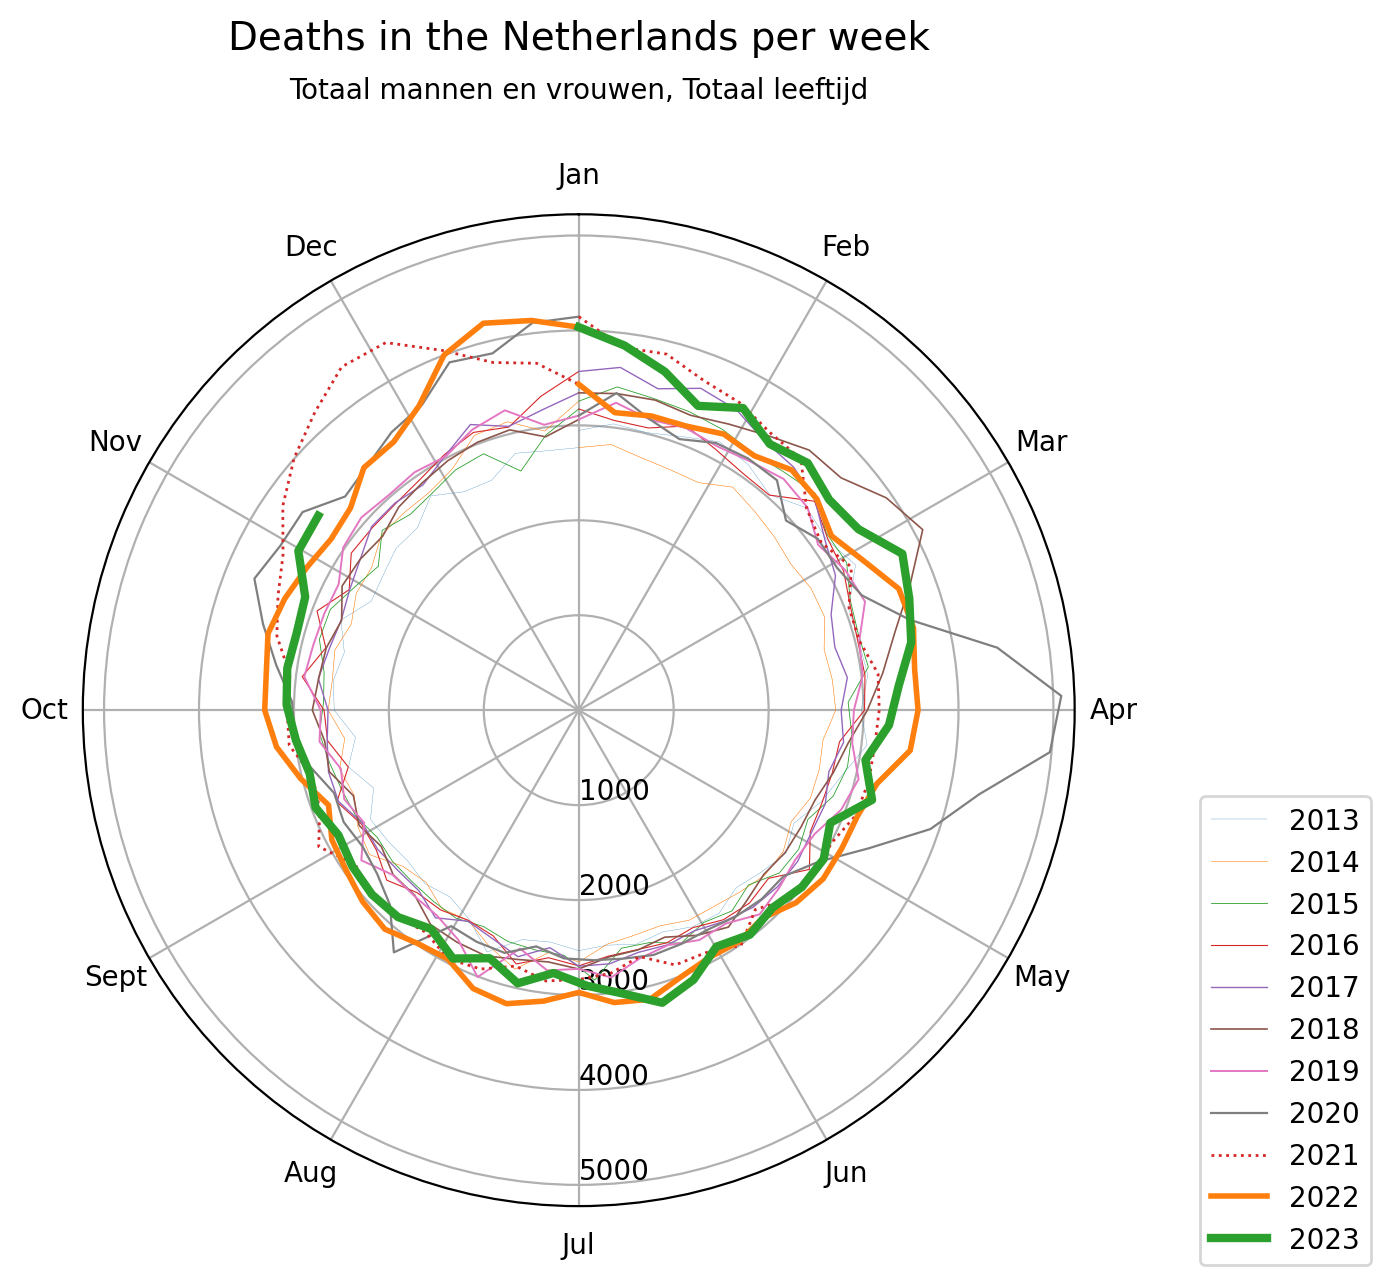 Deaths in the Netherlands per week
Totaal mannen en vrouwen, Totaal leeftijd
Jan
Dec
Feb
Nov
Mar
Oct
Apr
1000
2000
3000
4000
5000
Sept
May
Aug
Jun
Jul
2013
2014
2015
2016
2017
2018
2019
2020
2021
2022
2023